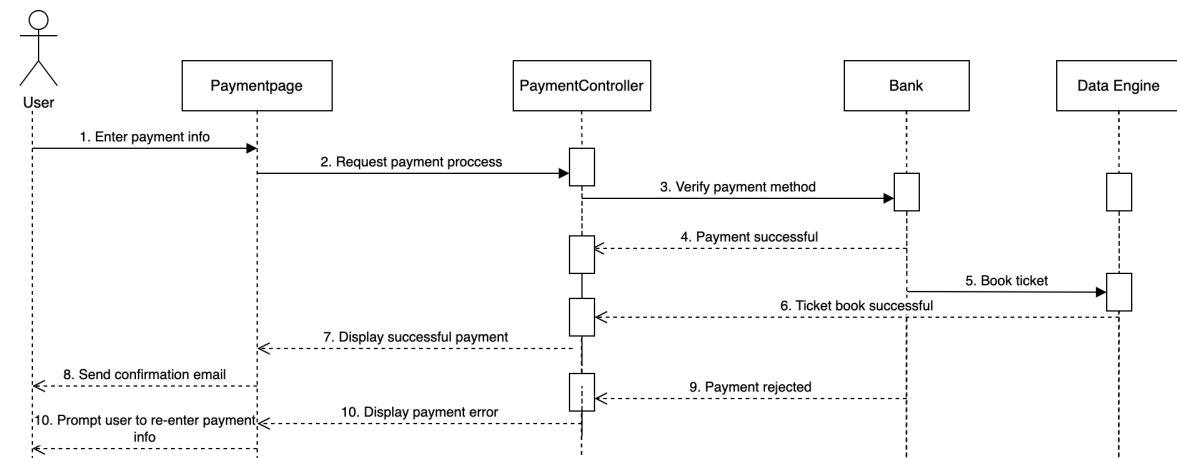 User
Paymentpage
PaymentController
Bank
Data Engine
1. Enter payment info
2. Request payment proccess
3. Verify payment method
4. Payment successful
5. Book ticket
6. Ticket book successful
7. Display successful payment
8. Send confirmation email
9. Payment rejected
10. Display payment error
10. Prompt user to re-enter payment
info